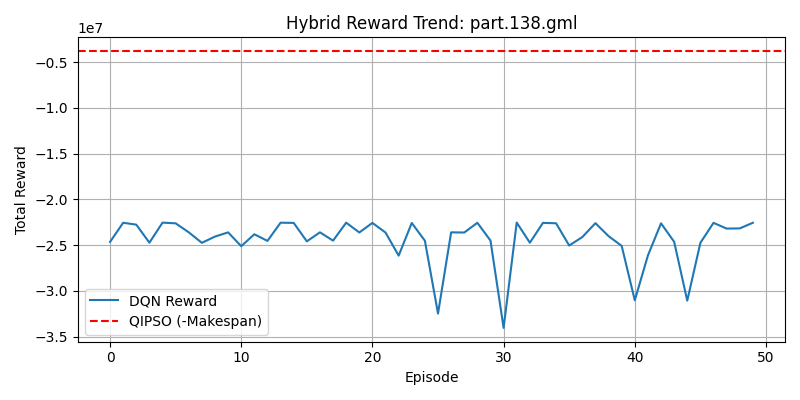 Hybrid Reward Trend: part.138.gml
1e7
Total Reward
−0.5
−1.0
−1.5
−2.0
−2.5
−3.0
−3.5
DQN Reward
QIPSO (-Makespan)
0 10 20 30 40 50
Episode